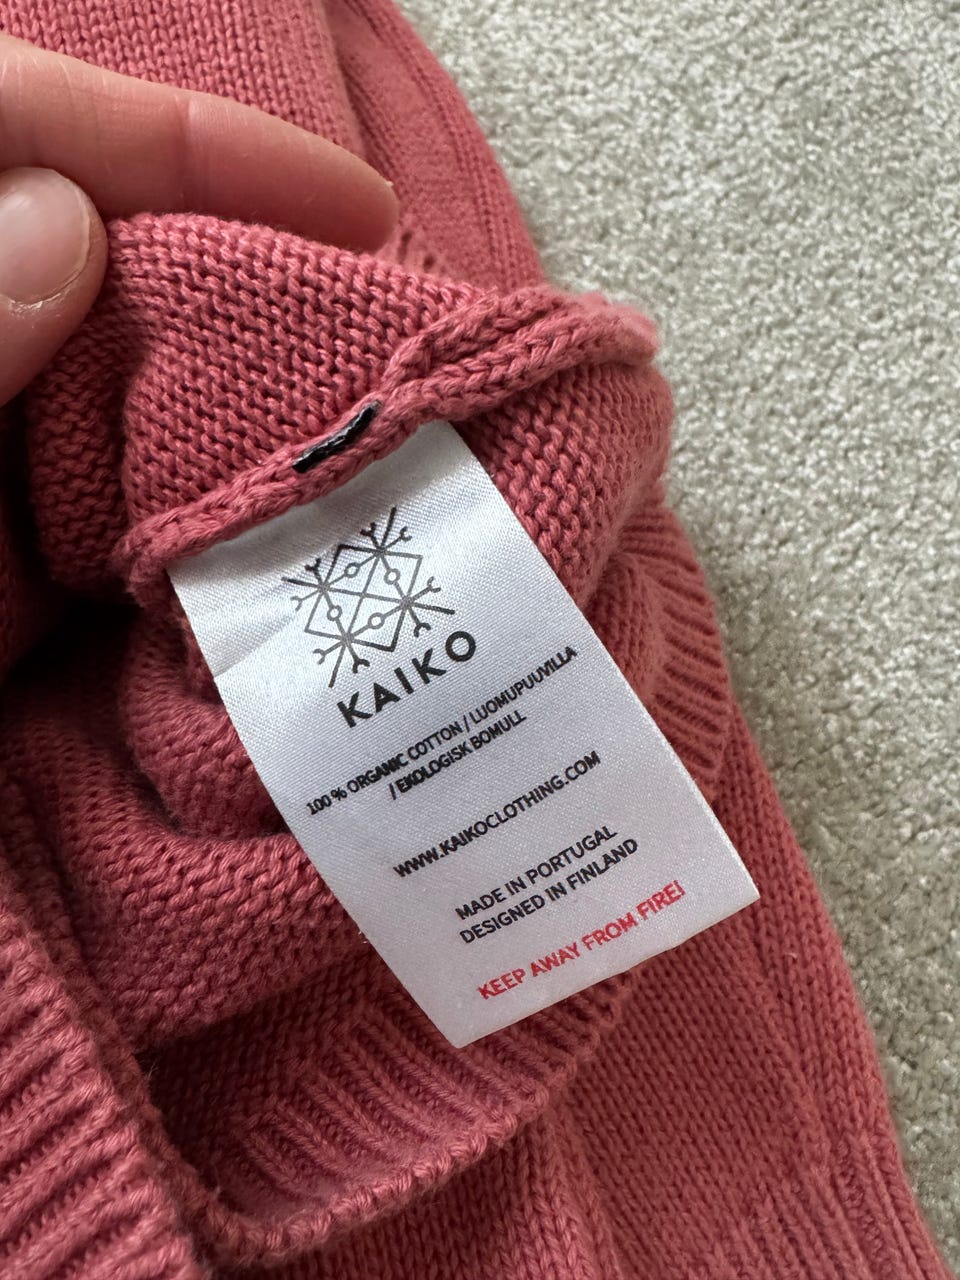 KAIKO
100 % ORGANIC COTTON / LUOMUPUUVILLA
/ EKOLOGISK BOMULL
WWW.KAIKOCLOTHING.COM
MADE IN PORTUGAL
DESIGNED IN FINLAND
KEEP AWAY FROM FIRE!